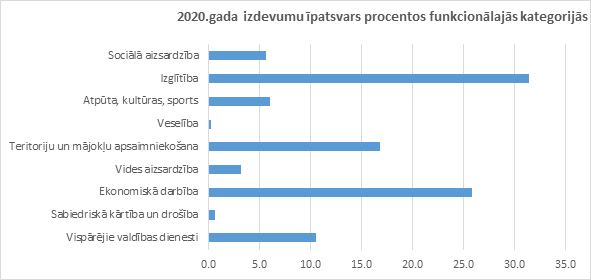 2020.gada izdevumu īpatsvars procentos funkcionālajās kategorijās
Sociālā aizsardzība
Izglītība
Atpūta, kultūras, sports
Veselība
Teritoriju un mājokļu apsaimniekošana
Vides aizsardzība
Ekonomiskā darbība
Sabiedriskā kārtība un drošība
Vispārējie valdības dienesti
0.0 5.0 10.0 15.0 20.0 25.0 30.0 35.0